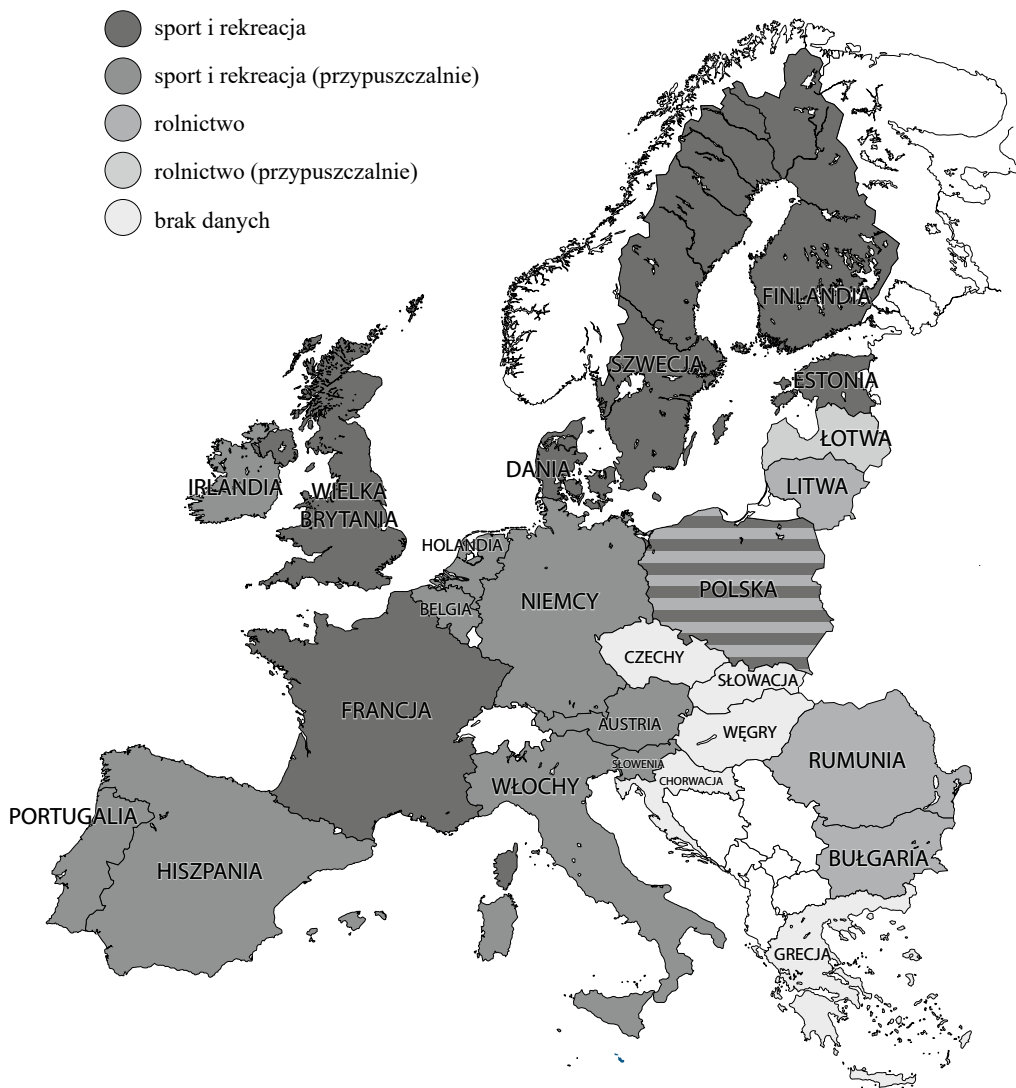 sport i rekreacja
sport i rekreacja (przypuszczalnie)
rolnictwo
rolnictwo (przypuszczalnie)
brak danych
FINLANDIA
SZWECJA
ESTONIA
ŁOTWA
DANIA
LITWA
IRLANDIA
WIELKA
BRYTANIA
HOLANDIA
POLSKA
BELGIA
NIEMCY
CZECHY
SŁOWACJA
FRANCJA
AUSTRIA
WĘGRY
SŁOWENIA
RUMUNIA
CHORWACJA
WŁOCHY
PORTUGALIA
BUŁGARIA
HISZPANIA
GRECJA